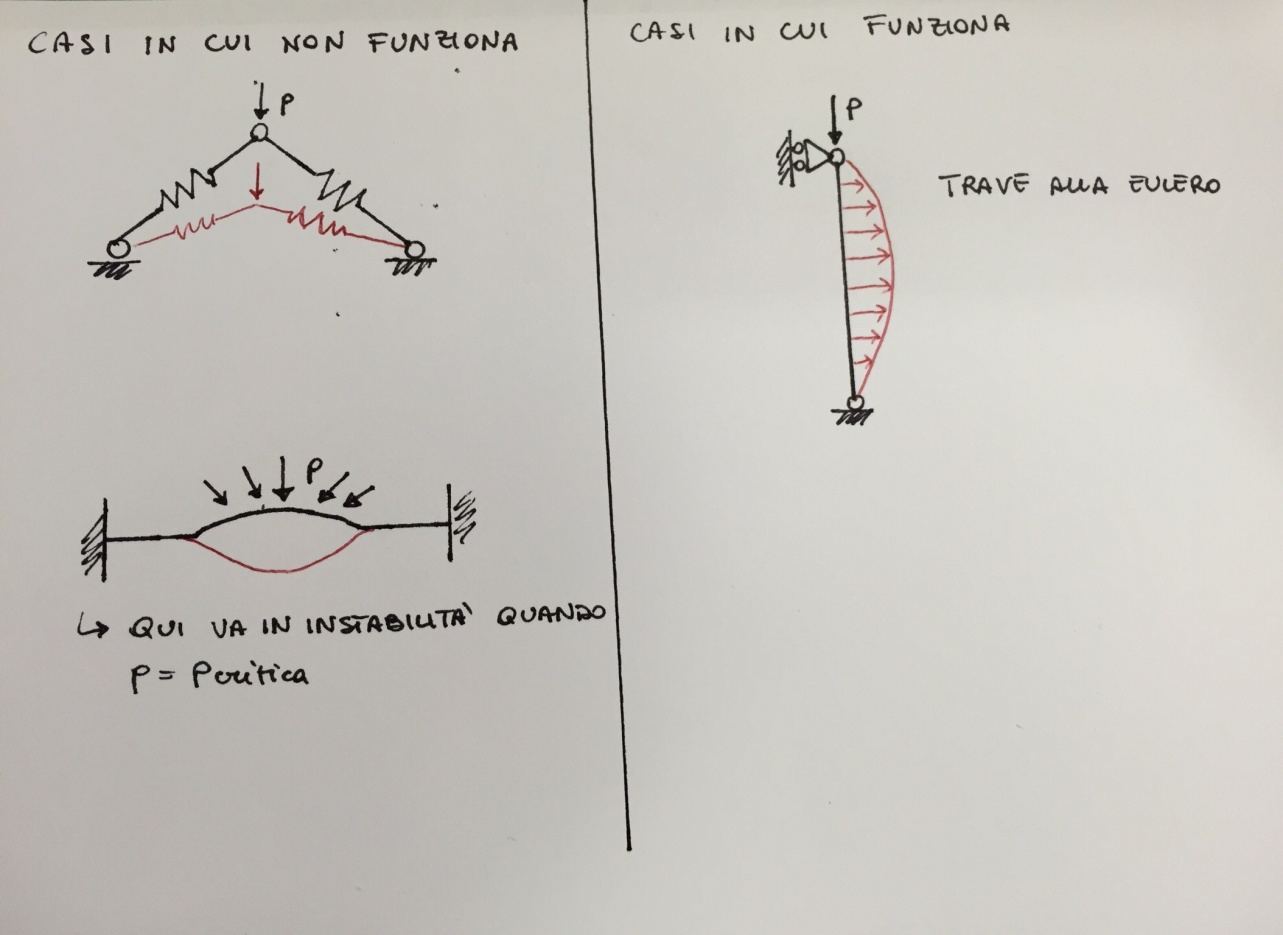 CASI IN CUI NON FUNZIONA
P
P
↳ QUI VA IN INSTABILITA' QUANDO
P = Pcritica
CASI IN CUI FUNZIONA
P
TRAVE ALLA EULERO